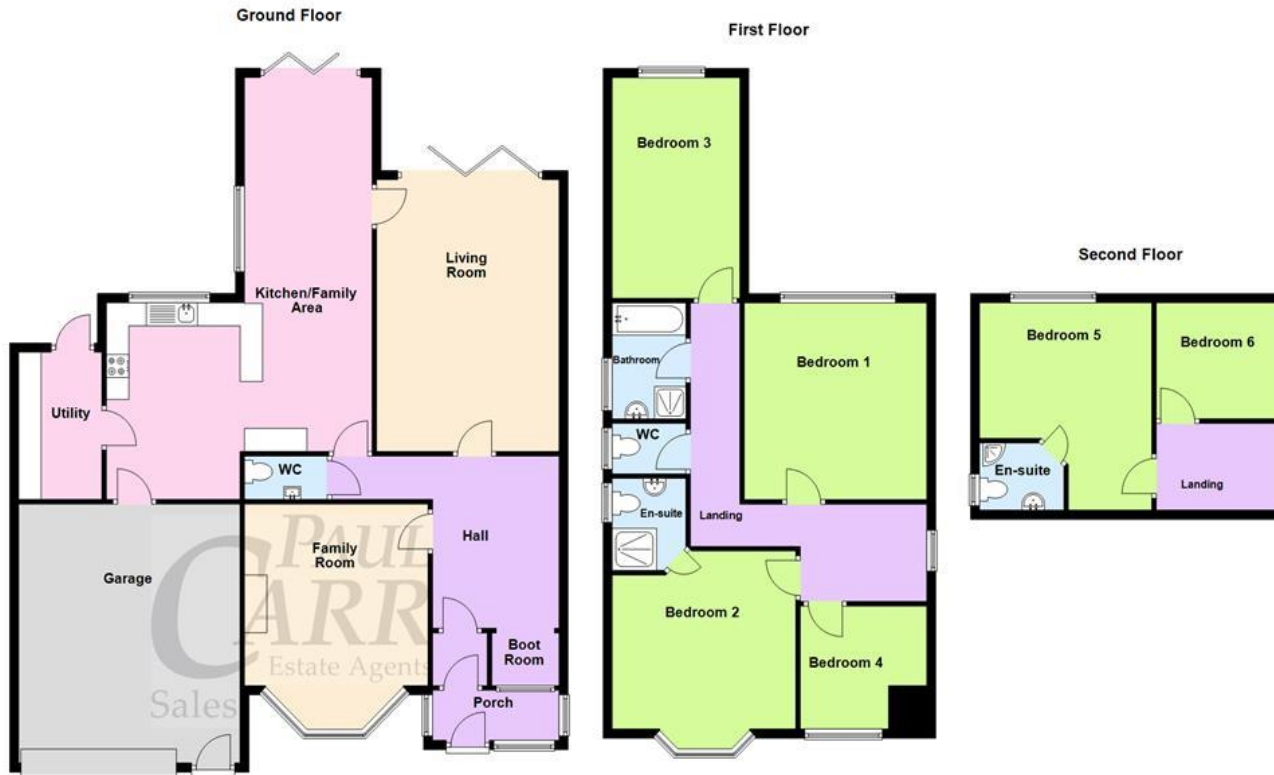 Ground Floor
Kitchen/Family
Area
Living
Room
Utility
WC
Hall
Family
Room
Garage
Boot
Room
Porch
PAUL
CARR
Estate Agents
Sales
First Floor
Bedroom 3
Bathroom
Bedroom 1
WC
En-suite
Landing
Bedroom 2
Bedroom 4
Second Floor
Bedroom 5
Bedroom 6
En-suite
Landing